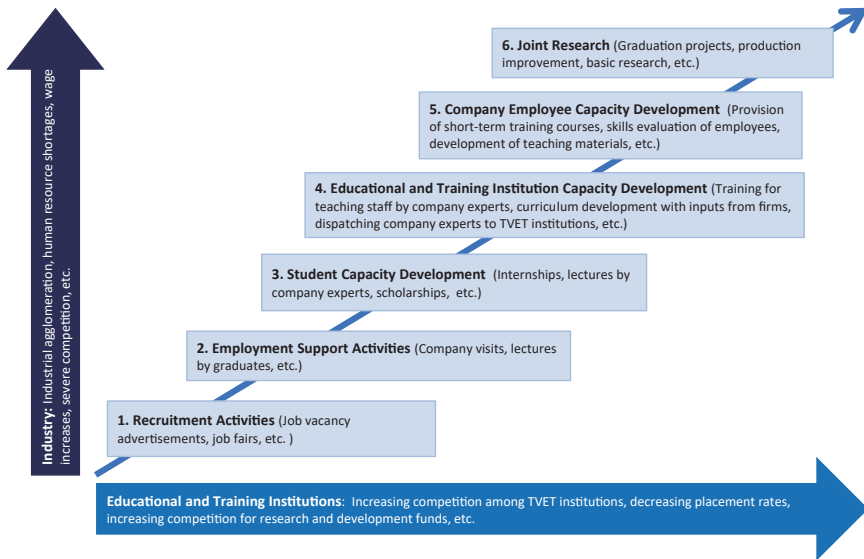 6. Joint Research (Graduation projects, production
improvement, basic research, etc.)
5. Company Employee Capacity Development (Provision
of short-term training courses, skills evaluation of employees,
development of teaching materials, etc.)
4. Educational and Training Institution Capacity Development (Training for
teaching staff by company experts, curriculum development with inputs from firms,
dispatching company experts to TVET institutions, etc.)
3. Student Capacity Development (Internships, lectures by
company experts, scholarships, etc.)
2. Employment Support Activities (Company visits, lectures
by graduates, etc.)
1. Recruitment Activities (Job vacancy
advertisements, job fairs, etc. )
Industry: Industrial agglomeration, human resource shortages, wage
increases, severe competition, etc.
Educational and Training Institutions: Increasing competition among TVET institutions, decreasing placement rates,
increasing competition for research and development funds, etc.